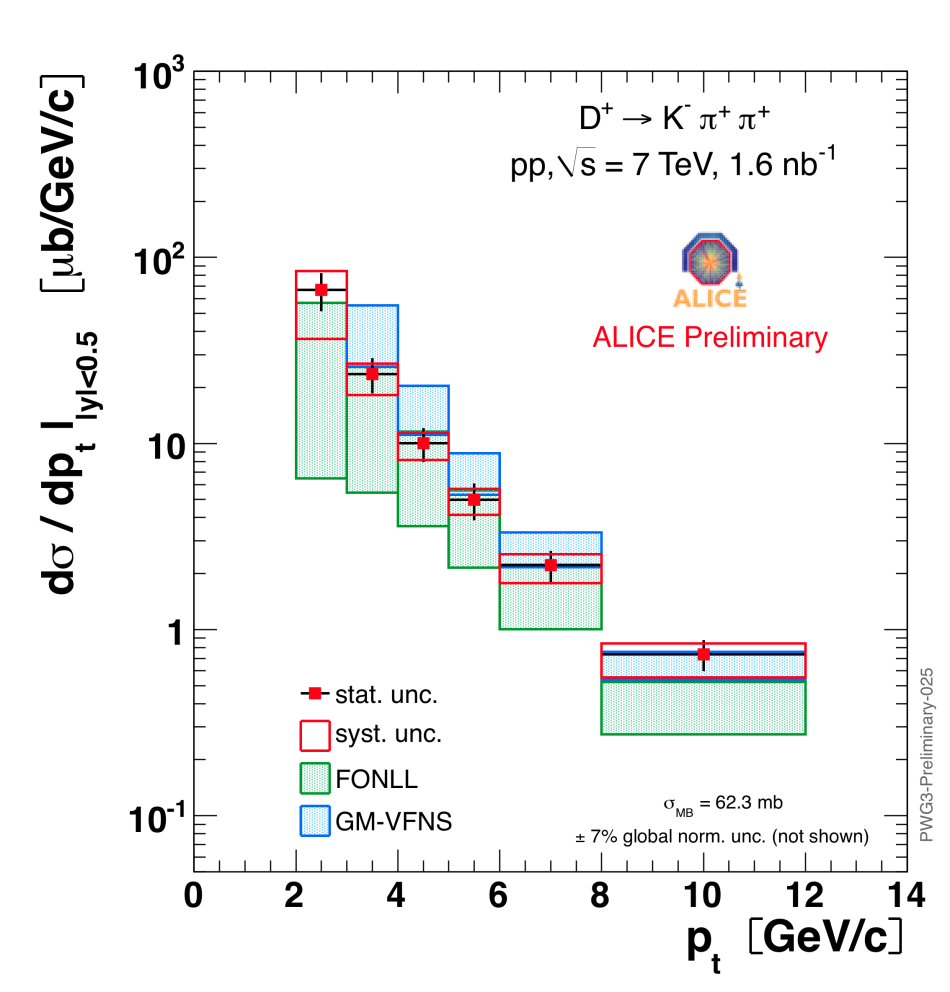 D⁺ → K⁻ π⁺ π⁺
pp, √s = 7 TeV, 1.6 nb⁻¹
ALICE
ALICE Preliminary
dσ / dpₜ |_|y|<0.5 [μb/GeV/c]
10³
10²
10
1
10⁻¹
stat. unc.
syst. unc.
FONLL
GM-VFNS
σ_MB = 62.3 mb
± 7% global norm. unc. (not shown)
0 2 4 6 8 10 12 14
pₜ [GeV/c]
PWG3-Preliminary-025